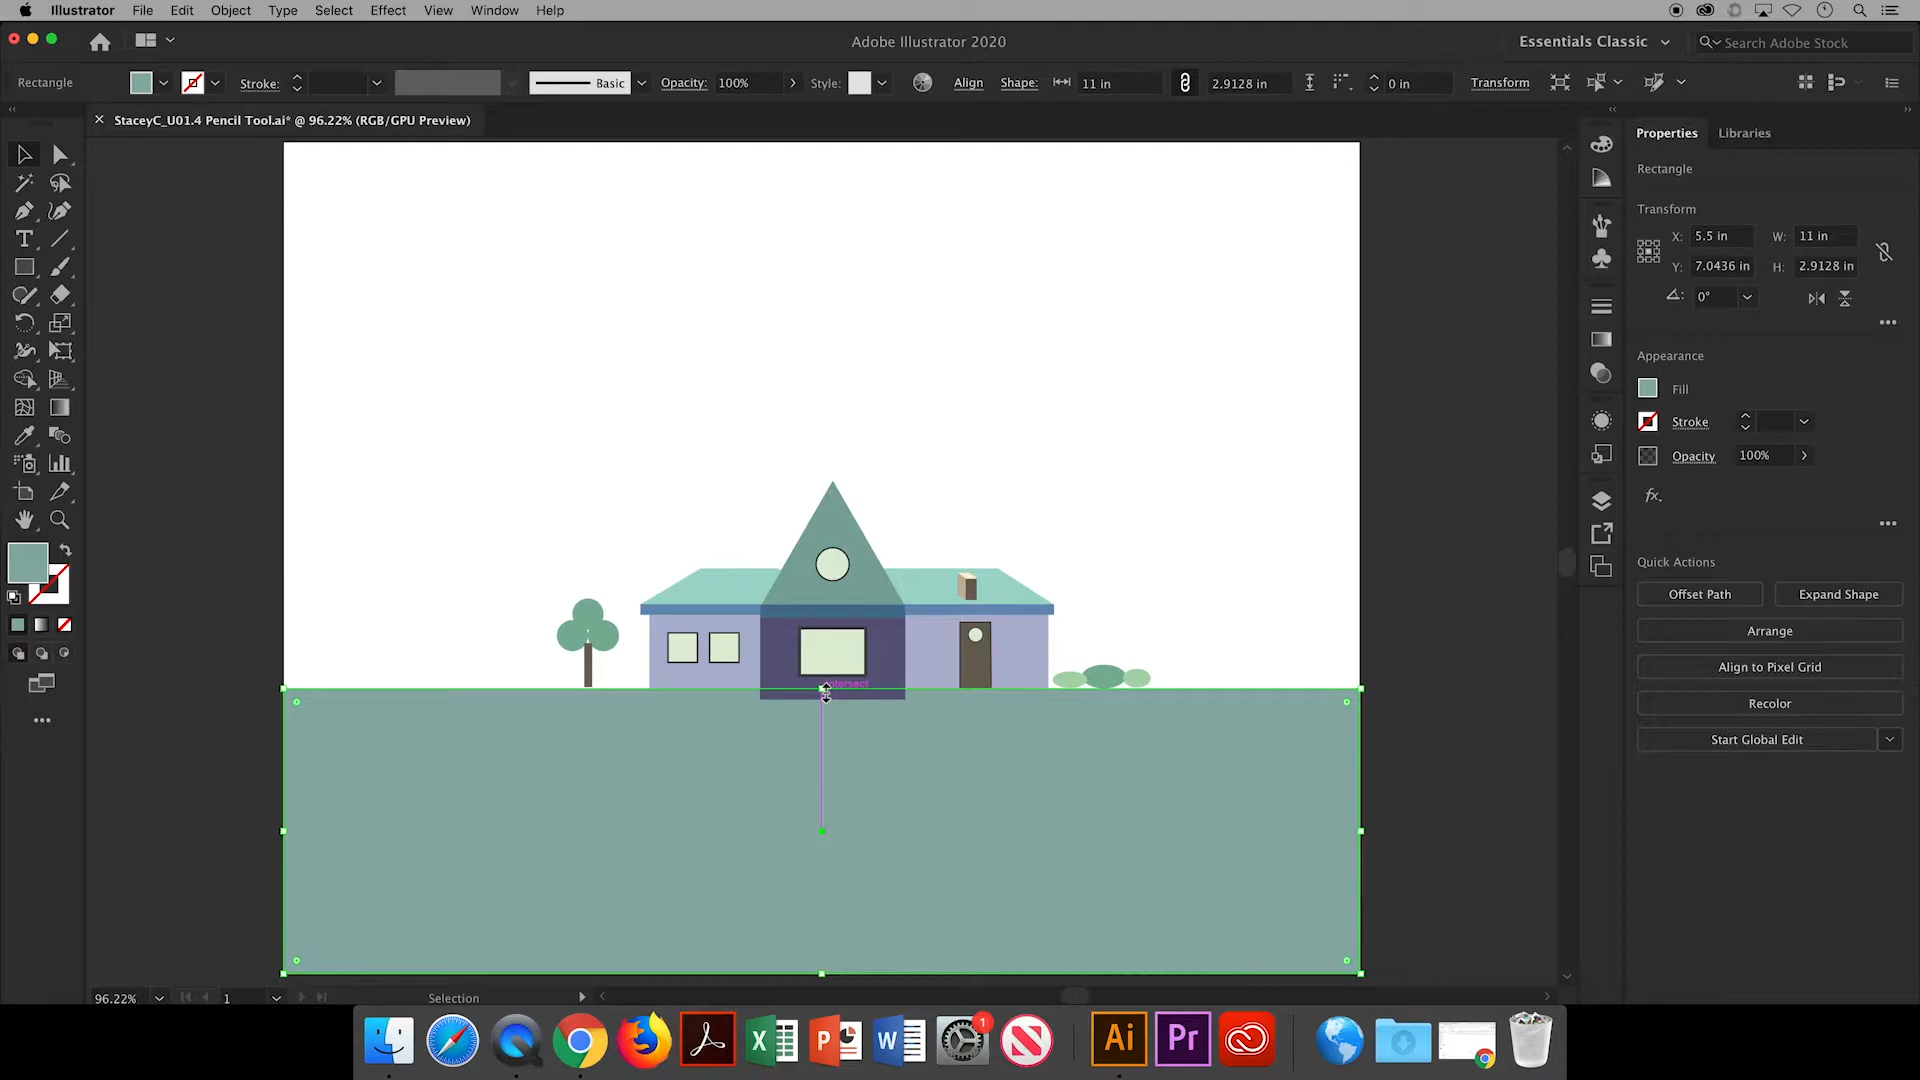 Illustrator File Edit Object Type Select Effect View Window Help
Adobe Illustrator 2020
Essentials Classic
Search Adobe Stock
Rectangle Stroke: Basic Opacity: 100% Style: Align Shape: 11 in 2.9128 in 0 in Transform
StaceyC_U01.4 Pencil Tool.ai* @ 96.22% (RGB/GPU Preview)
Properties Libraries
Rectangle
Transform
X: 5.5 in W: 11 in
Y: 7.0436 in H: 2.9128 in
0°
Appearance
Fill
Stroke
Opacity 100%
fx.
Quick Actions
Offset Path Expand Shape
Arrange
Align to Pixel Grid
Recolor
Start Global Edit
intersect
96.22% 1 Selection
1
X P W Ai Pr